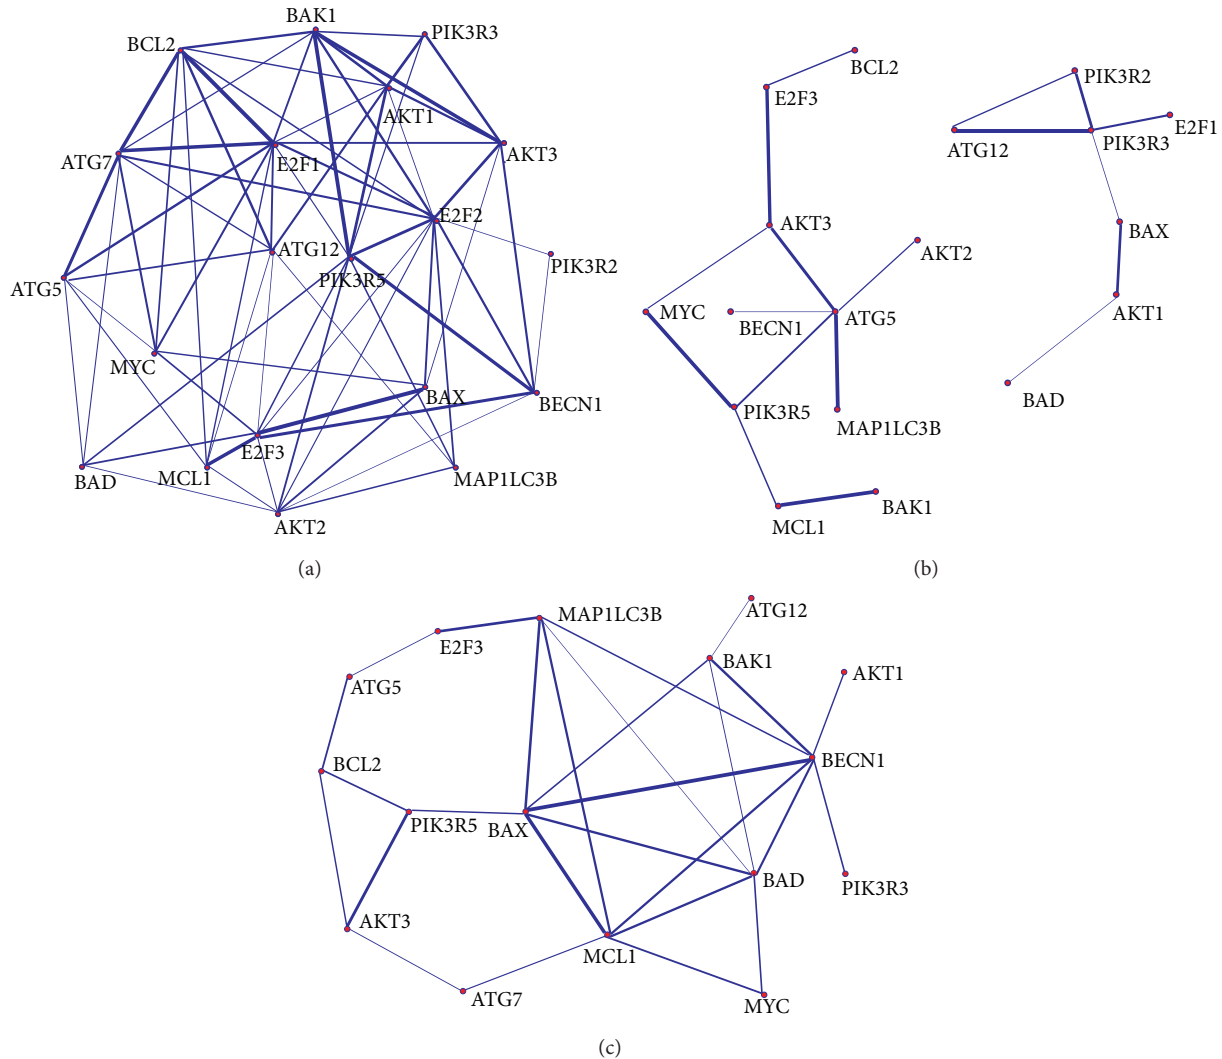 BAK1
PIK3R3
BCL2
AKT1
ATG7
E2F1
AKT3
E2F2
ATG12
PIK3R2
PIK3R5
ATG5
MYC
BAX
BECN1
E2F3
BAD
MCL1
MAP1LC3B
AKT2
(a)
BCL2
E2F3
PIK3R2
E2F1
ATG12
PIK3R3
AKT3
BAX
AKT2
MYC
BECN1
ATG5
AKT1
PIK3R5
MAP1LC3B
BAD
BAK1
MCL1
(b)
ATG12
MAP1LC3B
E2F3
BAK1
AKT1
ATG5
BECN1
BCL2
PIK3R5
BAX
BAD
PIK3R3
AKT3
MCL1
ATG7
MYC
(c)